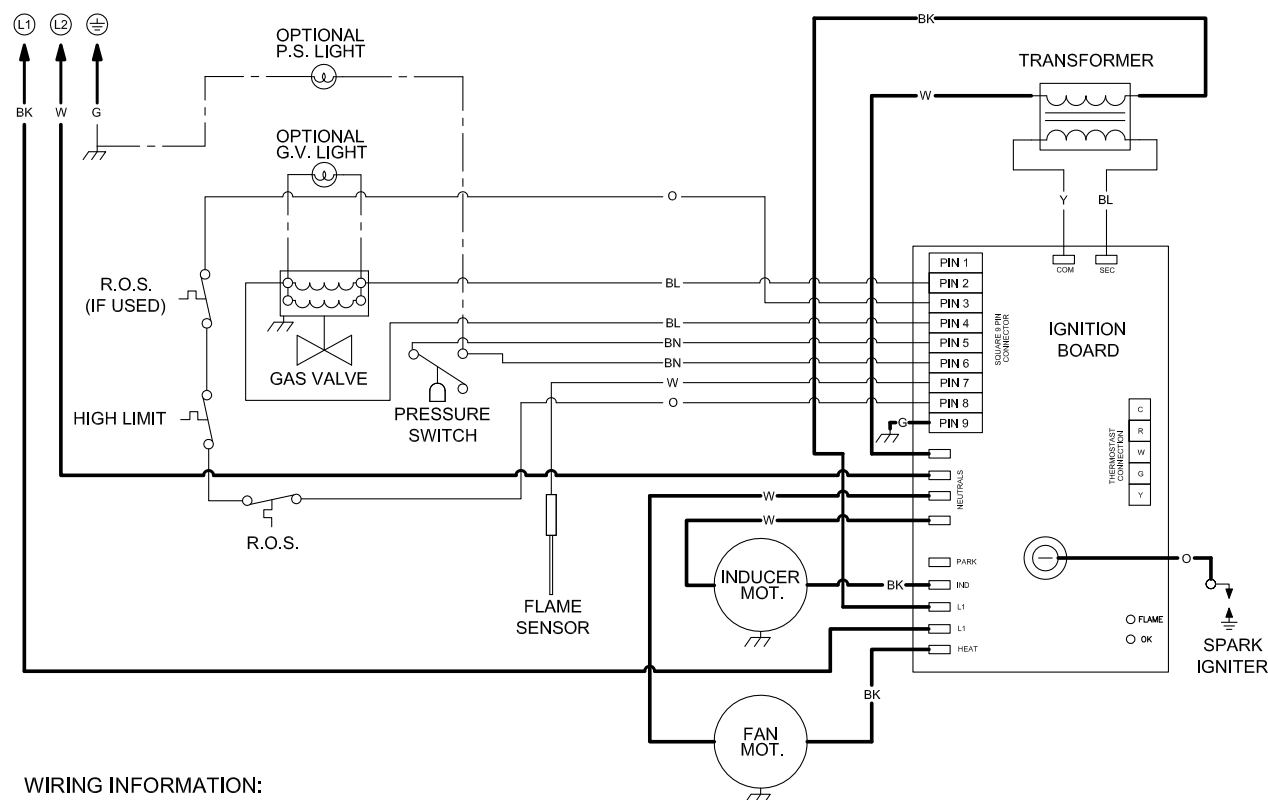 L1 L2
BK W G
OPTIONAL
P.S. LIGHT
OPTIONAL
G.V. LIGHT
BK
TRANSFORMER
W
Y BL
COM SEC
O
R.O.S.
(IF USED)
BL
BL
BN
BN
W
O
G
GAS VALVE
PRESSURE
SWITCH
HIGH LIMIT
R.O.S.
FLAME
SENSOR
PIN 1
PIN 2
PIN 3
PIN 4
PIN 5
PIN 6
PIN 7
PIN 8
PIN 9
SQUARE 9 PIN
CONNECTOR
IGNITION
BOARD
THERMOSTAST
CONNECTION
C
R
W
G
Y
NEUTRALS
W
W
INDUCER
MOT.
BK
PARK
IND
L1
L1
HEAT
O
FLAME
OK
SPARK
IGNITER
BK
FAN
MOT.
WIRING INFORMATION: